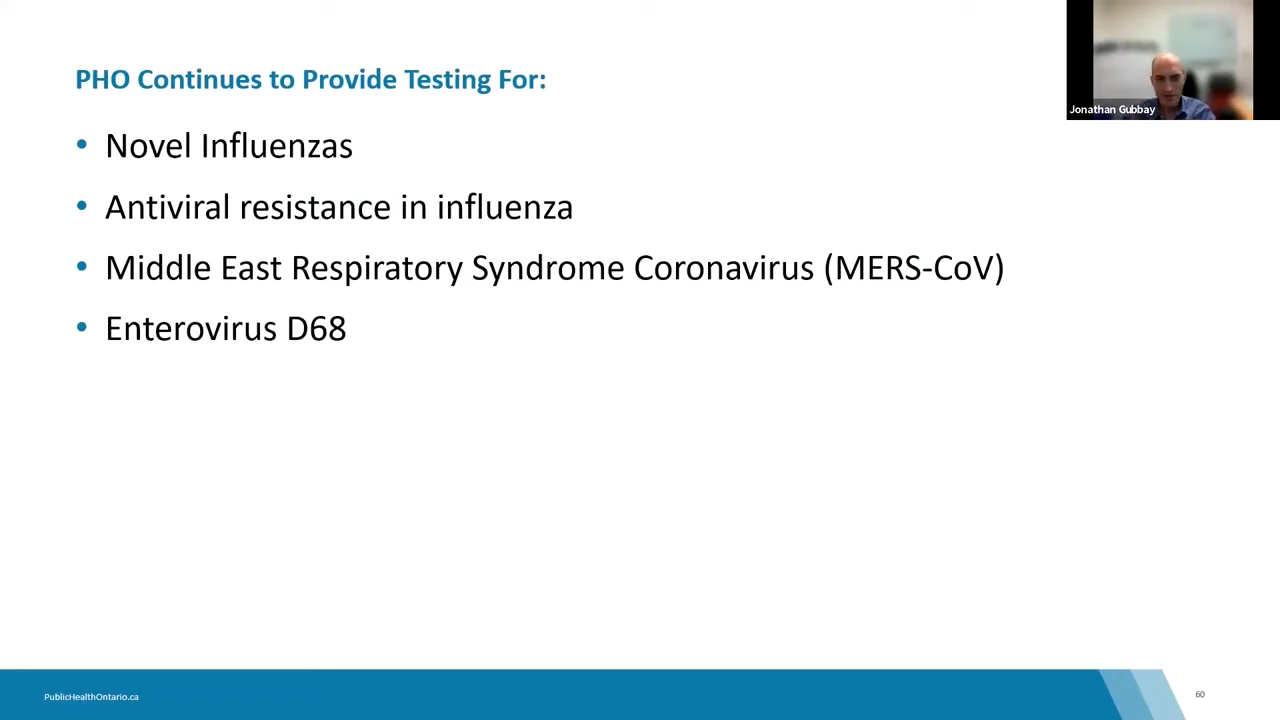 PHO Continues to Provide Testing For:
Jonathan Gubbay
• Novel Influenzas
• Antiviral resistance in influenza
• Middle East Respiratory Syndrome Coronavirus (MERS-CoV)
• Enterovirus D68
PublicHealthOntario.ca
60